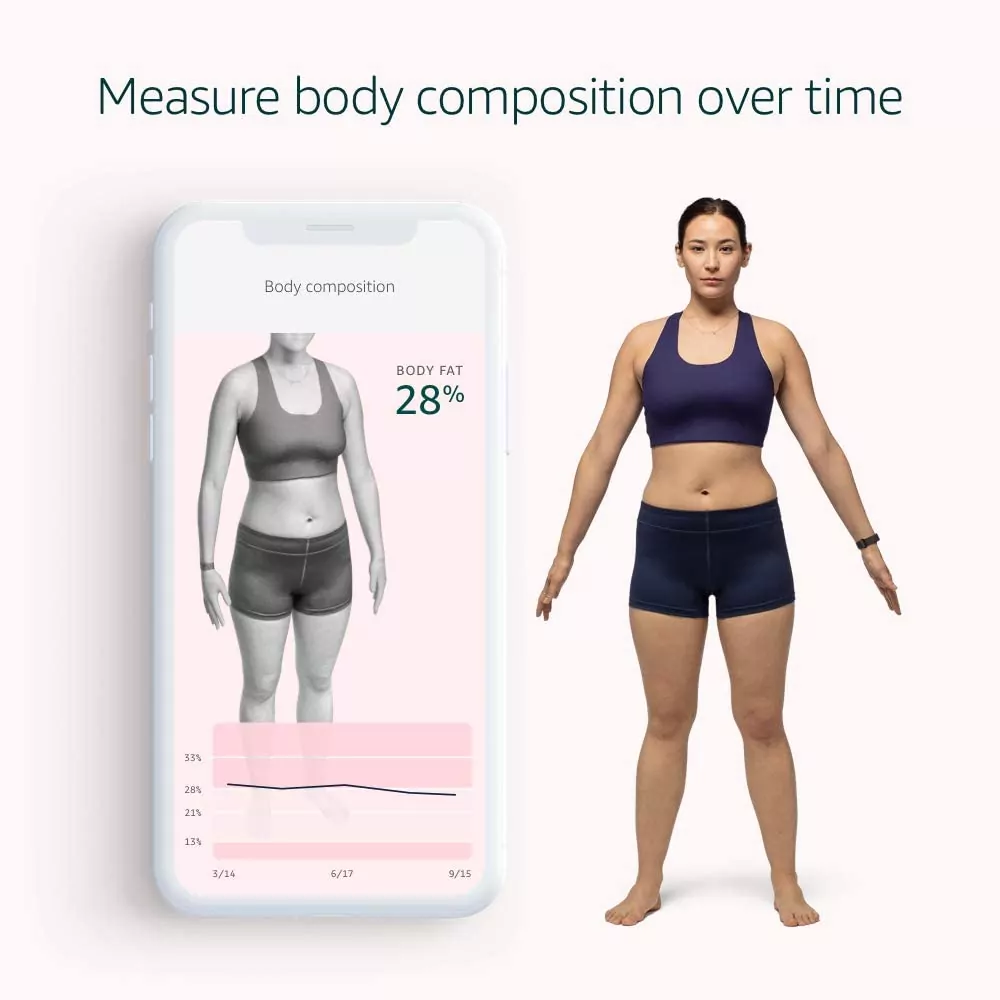 Measure body composition over time
Body composition
BODY FAT
28%
33%
28%
21%
13%
3/14 6/17 9/15